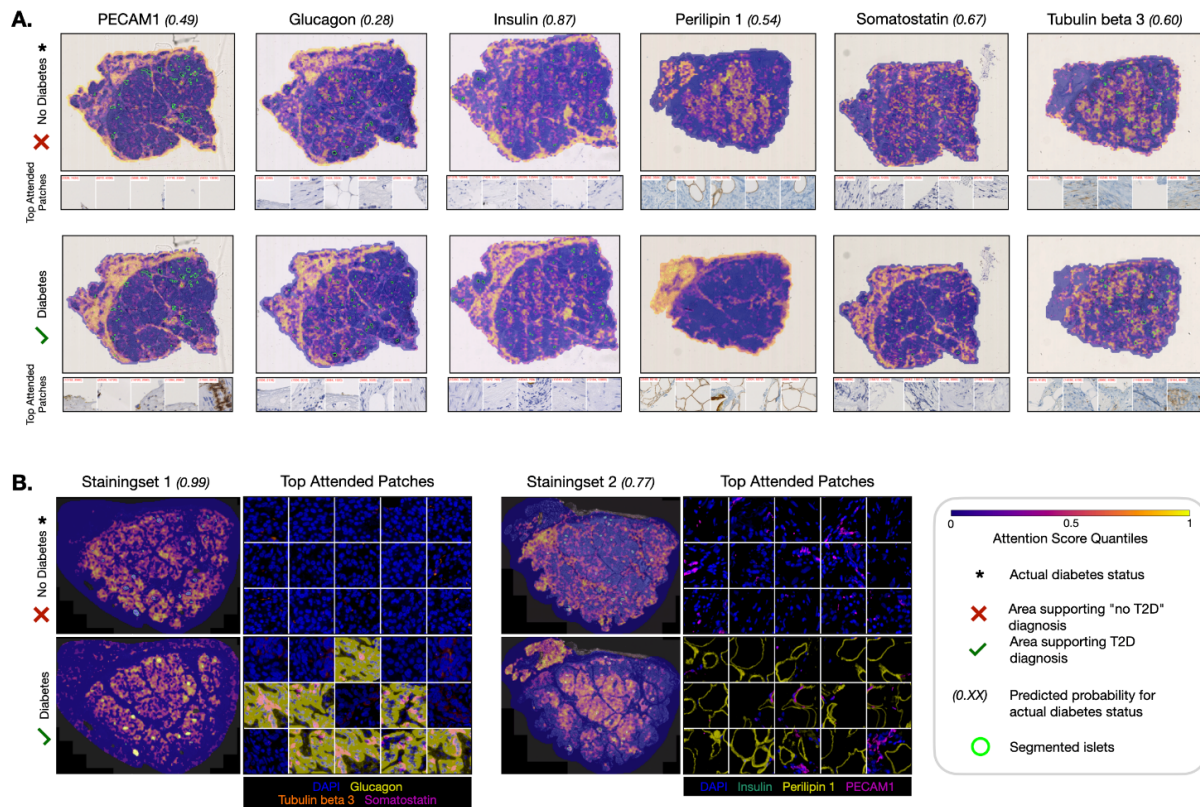 A.
PECAM1 (0.49)
Glucagon (0.28)
Insulin (0.87)
Perilipin 1 (0.54)
Somatostatin (0.67)
Tubulin beta 3 (0.60)
No Diabetes *
Top Attended
Patches
Diabetes
Top Attended
Patches
B.
Stainingset 1 (0.99)
Top Attended Patches
Stainingset 2 (0.77)
Top Attended Patches
No Diabetes *
Diabetes
DAPI Glucagon
Tubulin beta 3 Somatostatin
DAPI Insulin Perilipin 1 PECAM1
0 0.5 1
Attention Score Quantiles
* Actual diabetes status
Area supporting "no T2D"
diagnosis
Area supporting T2D
diagnosis
(0.XX) Predicted probability for
actual diabetes status
Segmented islets